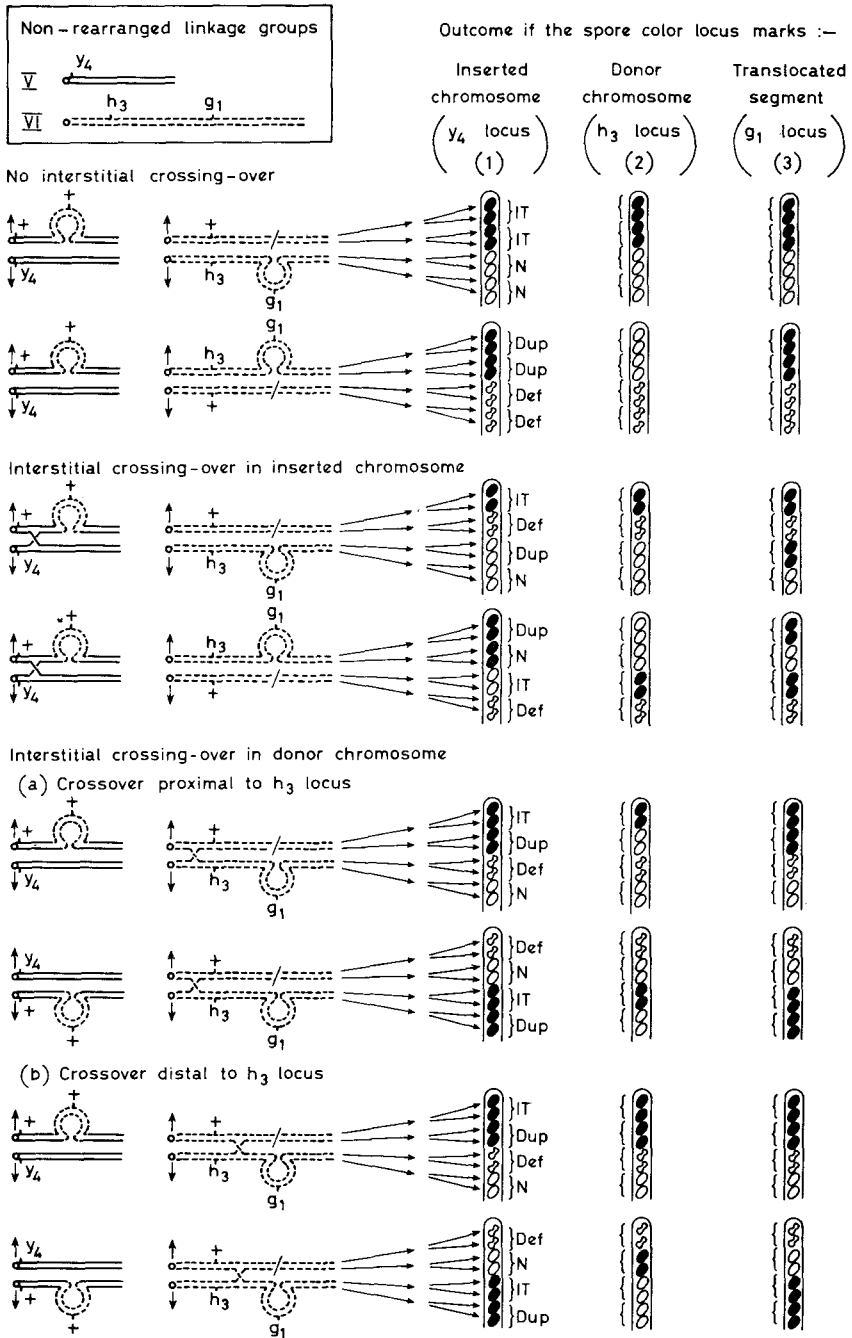 Non-rearranged linkage groups
y4
V
h3 g1
VI
Outcome if the spore color locus marks :-
Inserted chromosome (y4 locus) (1)
Donor chromosome (h3 locus) (2)
Translocated segment (g1 locus) (3)
No interstitial crossing-over
+
+ +
y4 h3
g1
IT
IT
N
N
+ g1
+ h3
y4 +
Dup
Dup
Def
Def
Interstitial crossing-over in inserted chromosome
+
+ +
y4 h3
g1
IT
Def
Dup
N
+ g1
+ h3
y4 +
Dup
N
IT
Def
Interstitial crossing-over in donor chromosome
(a) Crossover proximal to h3 locus
+
+ +
y4 h3
g1
IT
Dup
Def
N
y4 +
+ h3
+ g1
Def
N
IT
Dup
(b) Crossover distal to h3 locus
+
+ +
y4 h3
g1
IT
Dup
Def
N
y4 +
+ h3
+ g1
Def
N
IT
Dup